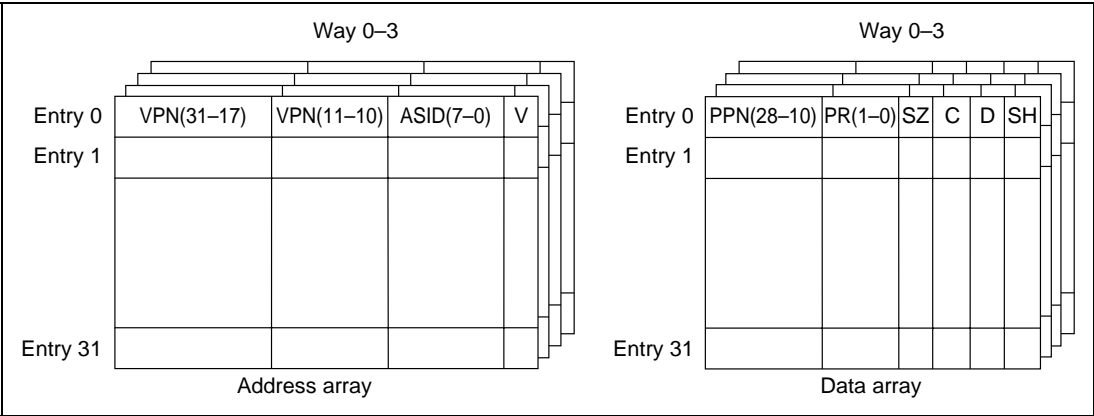 Way 0–3 Way 0–3
Entry 0 VPN(31–17) VPN(11–10) ASID(7–0) V Entry 0 PPN(28–10) PR(1–0) SZ C D SH
Entry 1 Entry 1
Entry 31 Entry 31
Address array Data array